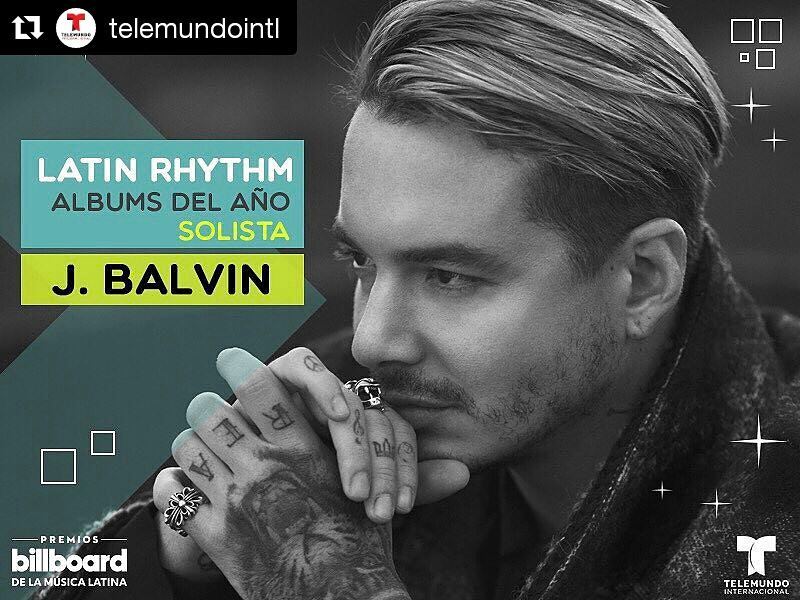 telemundointl
LATIN RHYTHM
ALBUMS DEL AÑO
SOLISTA
J. BALVIN
PREMIOS
billboard
DE LA MÚSICA LATINA
T
TELEMUNDO
INTERNACIONAL